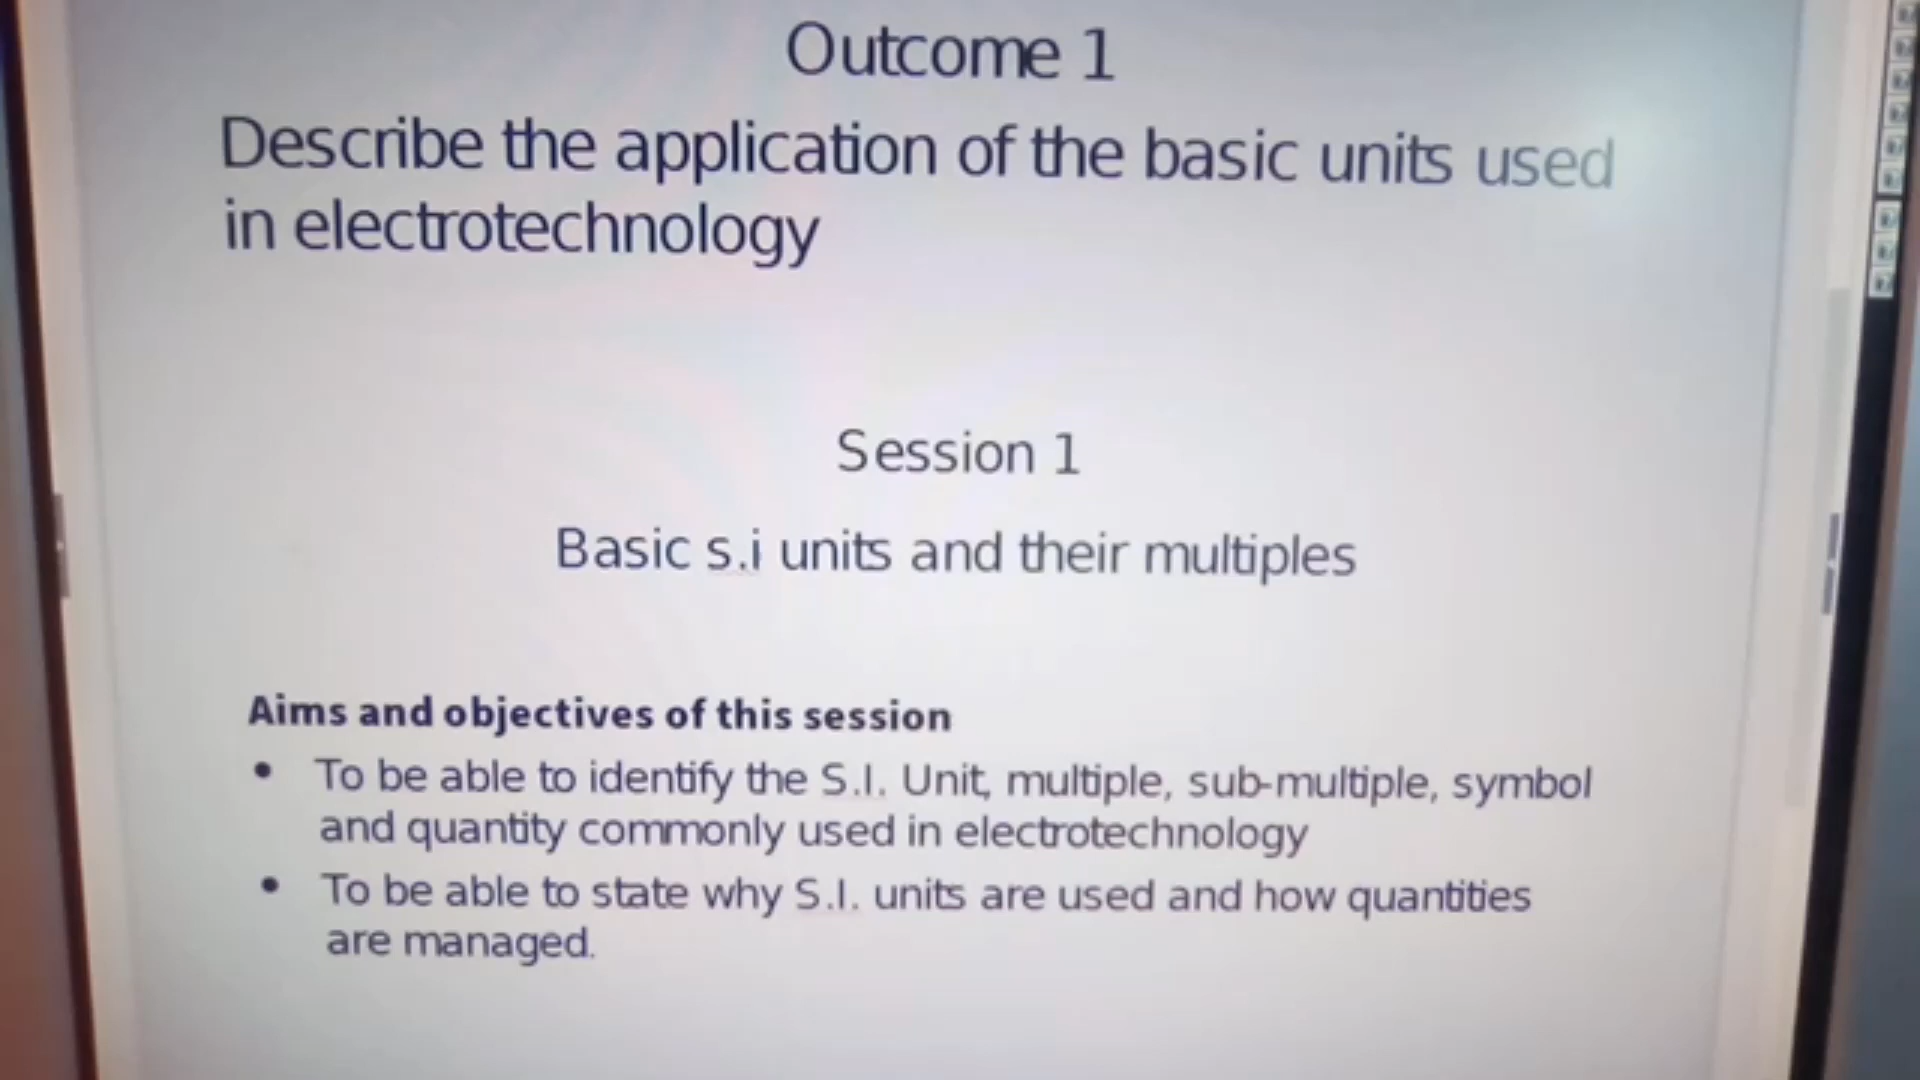 Outcome 1
Describe the application of the basic units used
in electrotechnology
Session 1
Basic s.i units and their multiples
Aims and objectives of this session
• To be able to identify the S.I. Unit, multiple, sub-multiple, symbol
and quantity commonly used in electrotechnology
• To be able to state why S.I. units are used and how quantities
are managed.